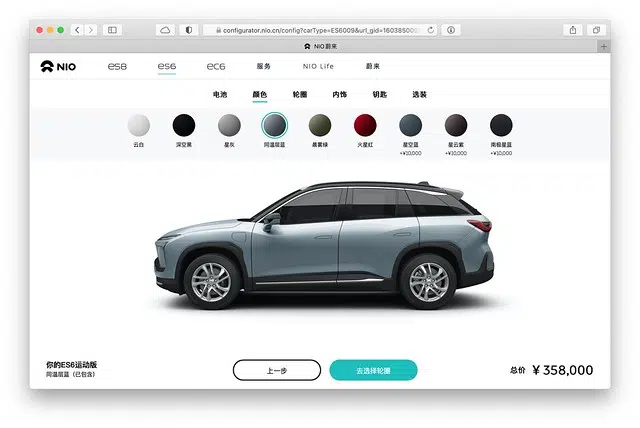 configurator.nio.cn/config?carType=ES6009&url_gid=1603850002
NIO 蔚来
NIO
es8
es6
ec6
服务
NIO Life
蔚来
电池
颜色
轮圈
内饰
钥匙
选装
云白
深空黑
星灰
同温层蓝
晨雾绿
火星红
星空蓝
+¥10,000
星云紫
+¥10,000
南极星蓝
+¥10,000
你的ES6运动版
同温层蓝（已包含）
上一步
去选择轮圈
总价 ¥ 358,000